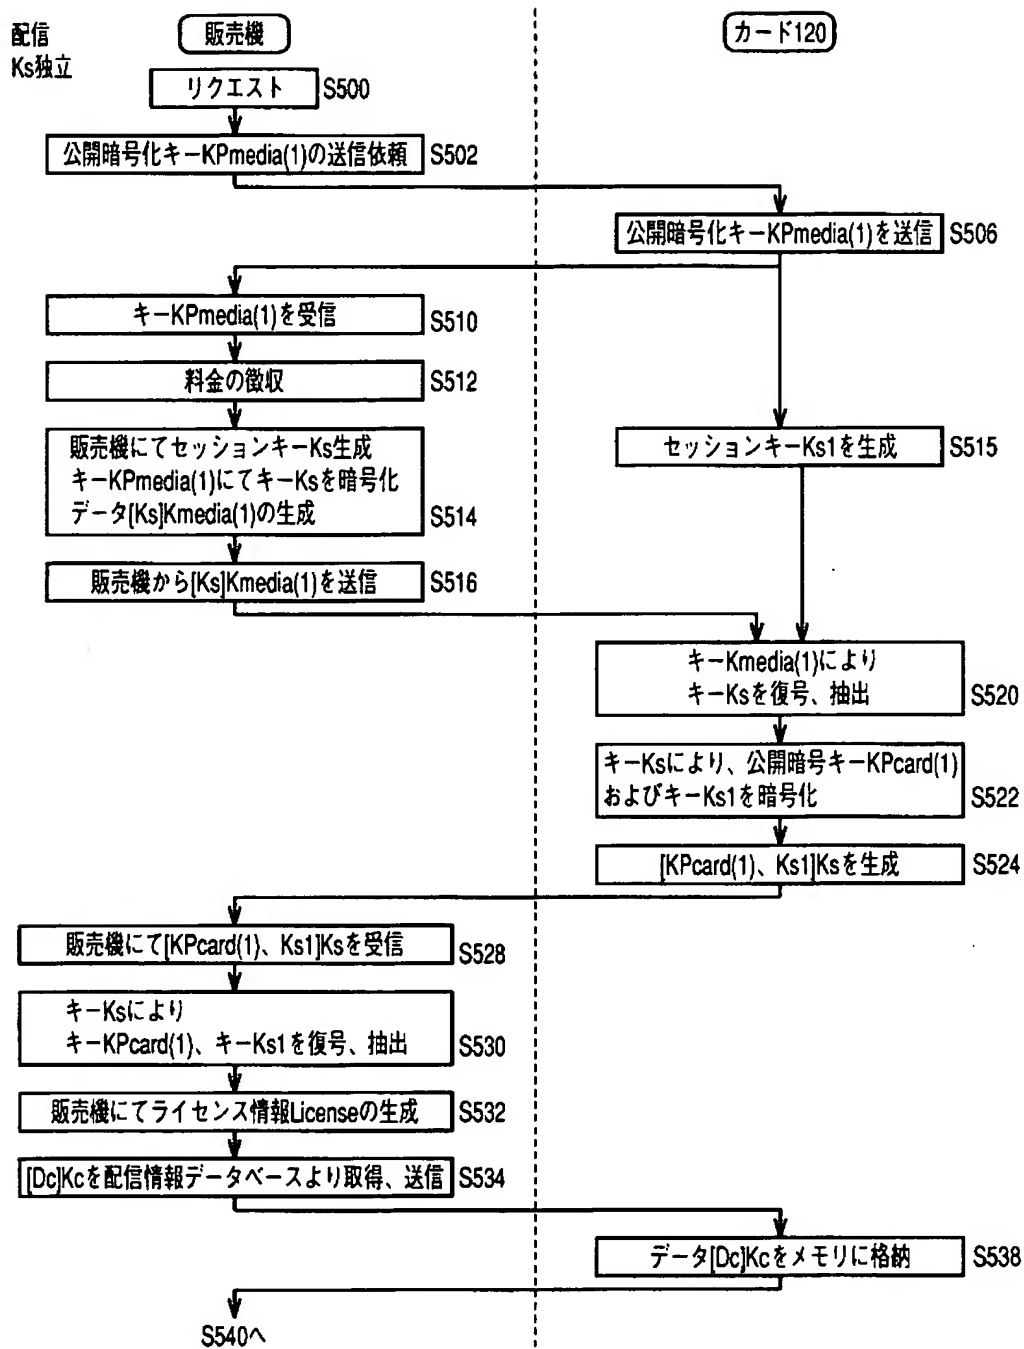 配信
Ks独立
販売機
カード120
リクエスト
S500
公開暗号化キーKPmedia(1)の送信依頼
S502
公開暗号化キーKPmedia(1)を送信
S506
キーKPmedia(1)を受信
S510
料金の徴収
S512
販売機にてセッションキーKs生成
キーKPmedia(1)にてキーKsを暗号化
データ[Ks]Kmedia(1)の生成
S514
セッションキーKs1を生成
S515
販売機から[Ks]Kmedia(1)を送信
S516
キーKmedia(1)により
キーKsを復号、抽出
S520
キーKsにより、公開暗号キーKPcard(1)
およびキーKs1を暗号化
S522
[KPcard(1)、Ks1]Ksを生成
S524
販売機にて[KPcard(1)、Ks1]Ksを受信
S528
キーKsにより
キーKPcard(1)、キーKs1を復号、抽出
S530
販売機にてライセンス情報Licenseの生成
S532
[Dc]Kcを配信情報データベースより取得、送信
S534
データ[Dc]Kcをメモリに格納
S538
S540へ